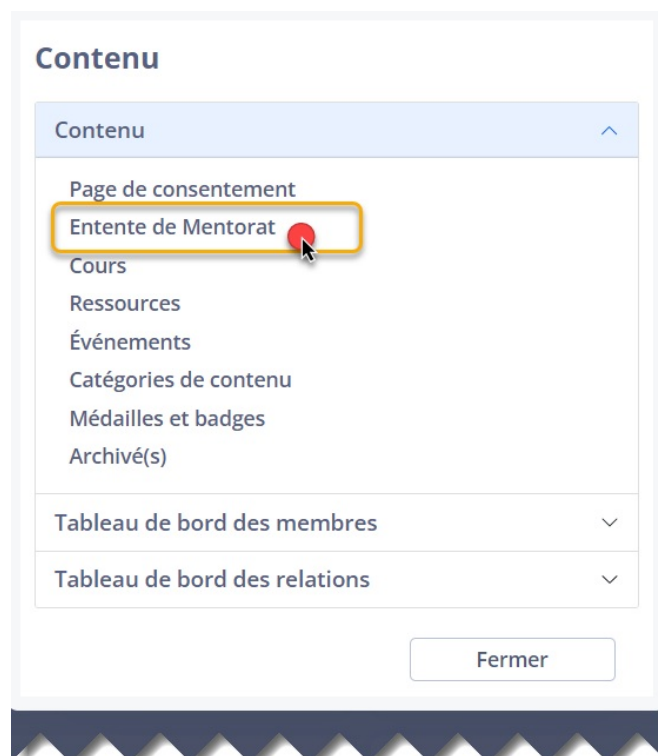 Contenu
Contenu
Page de consentement
Entente de Mentorat
Cours
Ressources
Événements
Catégories de contenu
Médailles et badges
Archivé(s)
Tableau de bord des membres
Tableau de bord des relations
Fermer